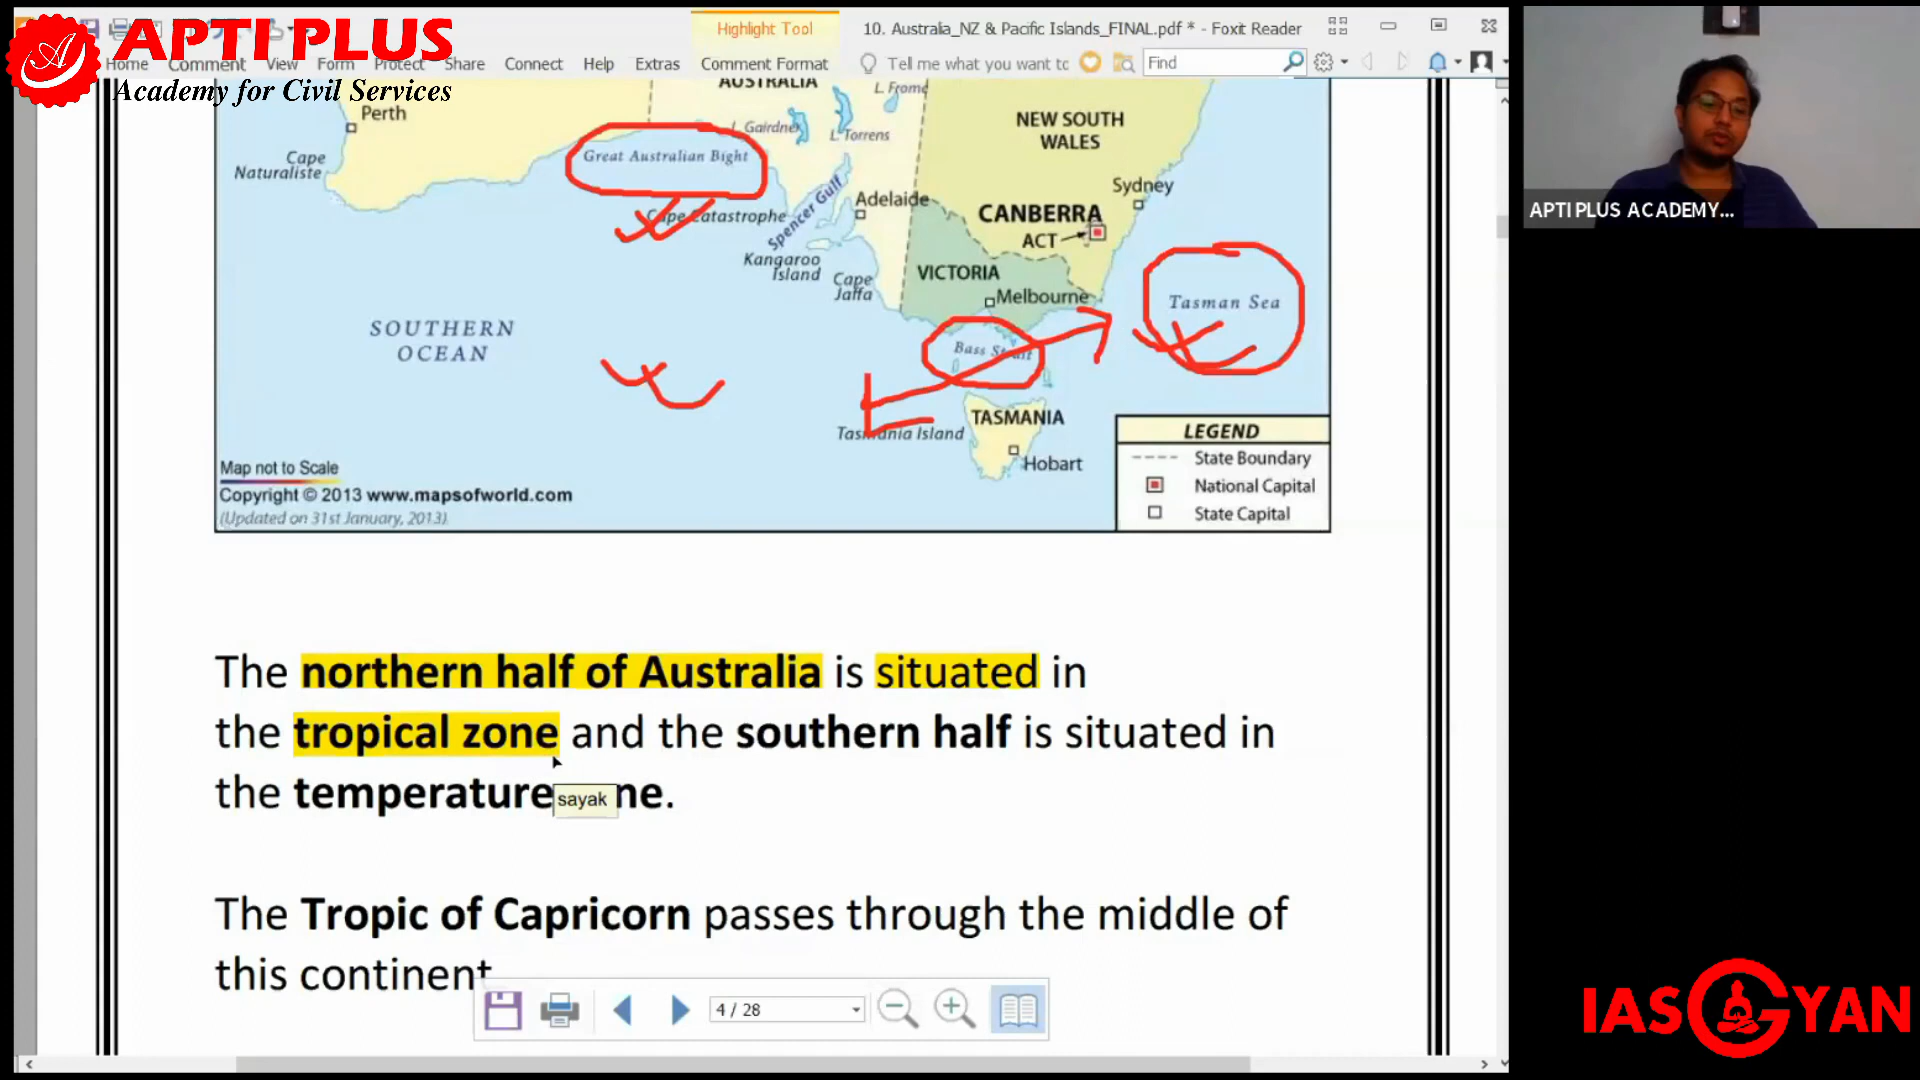 APTI PLUS
Academy for Civil Services
Highlight Tool
10. Australia_NZ & Pacific Islands_FINAL.pdf * - Foxit Reader
Home Comment View Form Protect Share Connect Help Extras Comment Format
Tell me what you want tc
Find
APTI PLUS ACADEMY...
AUSTRALIA
L. Frome
Perth
L. Gairdner
L. Torrens
NEW SOUTH
WALES
Cape
Naturaliste
Great Australian Bight
Cape Catastrophe
Spencer Gulf
Adelaide
Sydney
CANBERRA
ACT
Kangaroo
Island
Cape
Jaffa
VICTORIA
Melbourne
Tasman Sea
SOUTHERN
OCEAN
Bass Strait
TASMANIA
Tasmania Island
Hobart
LEGEND
State Boundary
National Capital
State Capital
Map not to Scale
Copyright © 2013 www.mapsofworld.com
(Updated on 31st January, 2013)
The northern half of Australia is situated in
the tropical zone and the southern half is situated in
the temperature ne.
sayak
The Tropic of Capricorn passes through the middle of
this continent
4 / 28
IAS GYAN